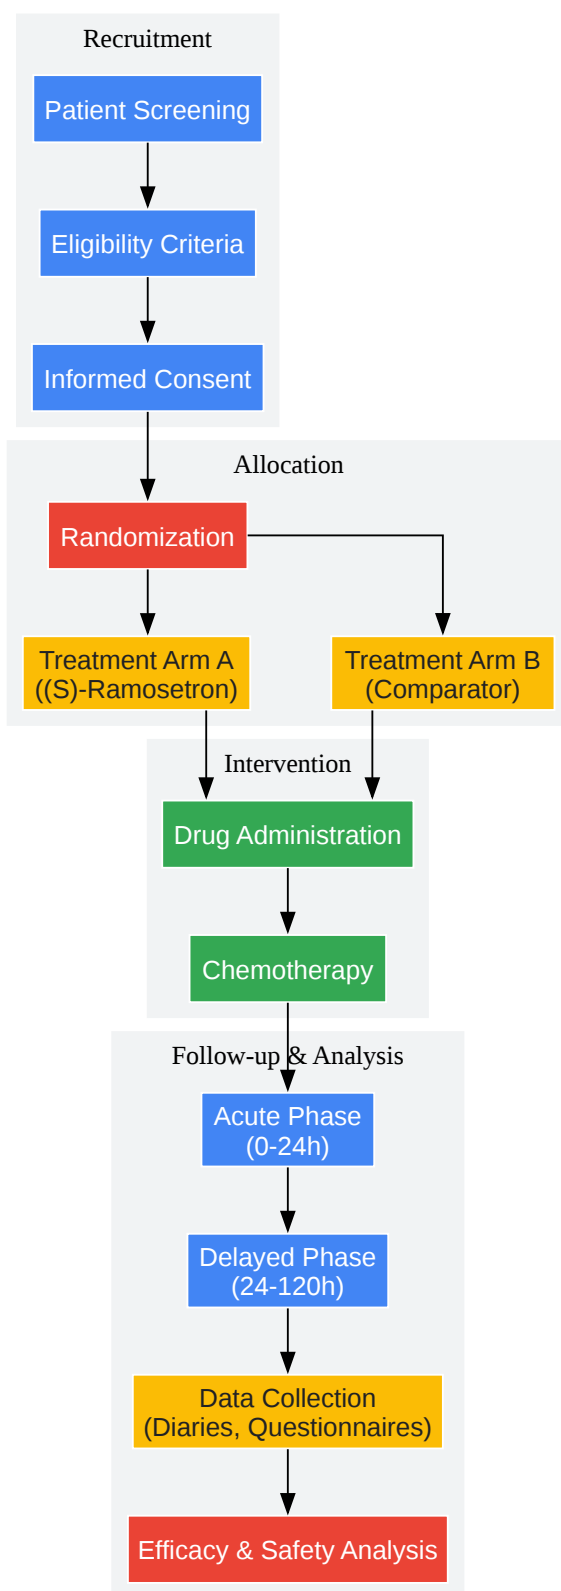 Recruitment
Patient Screening
Eligibility Criteria
Informed Consent
Allocation
Randomization
Treatment Arm A
((S)-Ramosetron)
Treatment Arm B
(Comparator)
Intervention
Drug Administration
Chemotherapy
Follow-up & Analysis
Acute Phase
(0-24h)
Delayed Phase
(24-120h)
Data Collection
(Diaries, Questionnaires)
Efficacy & Safety Analysis